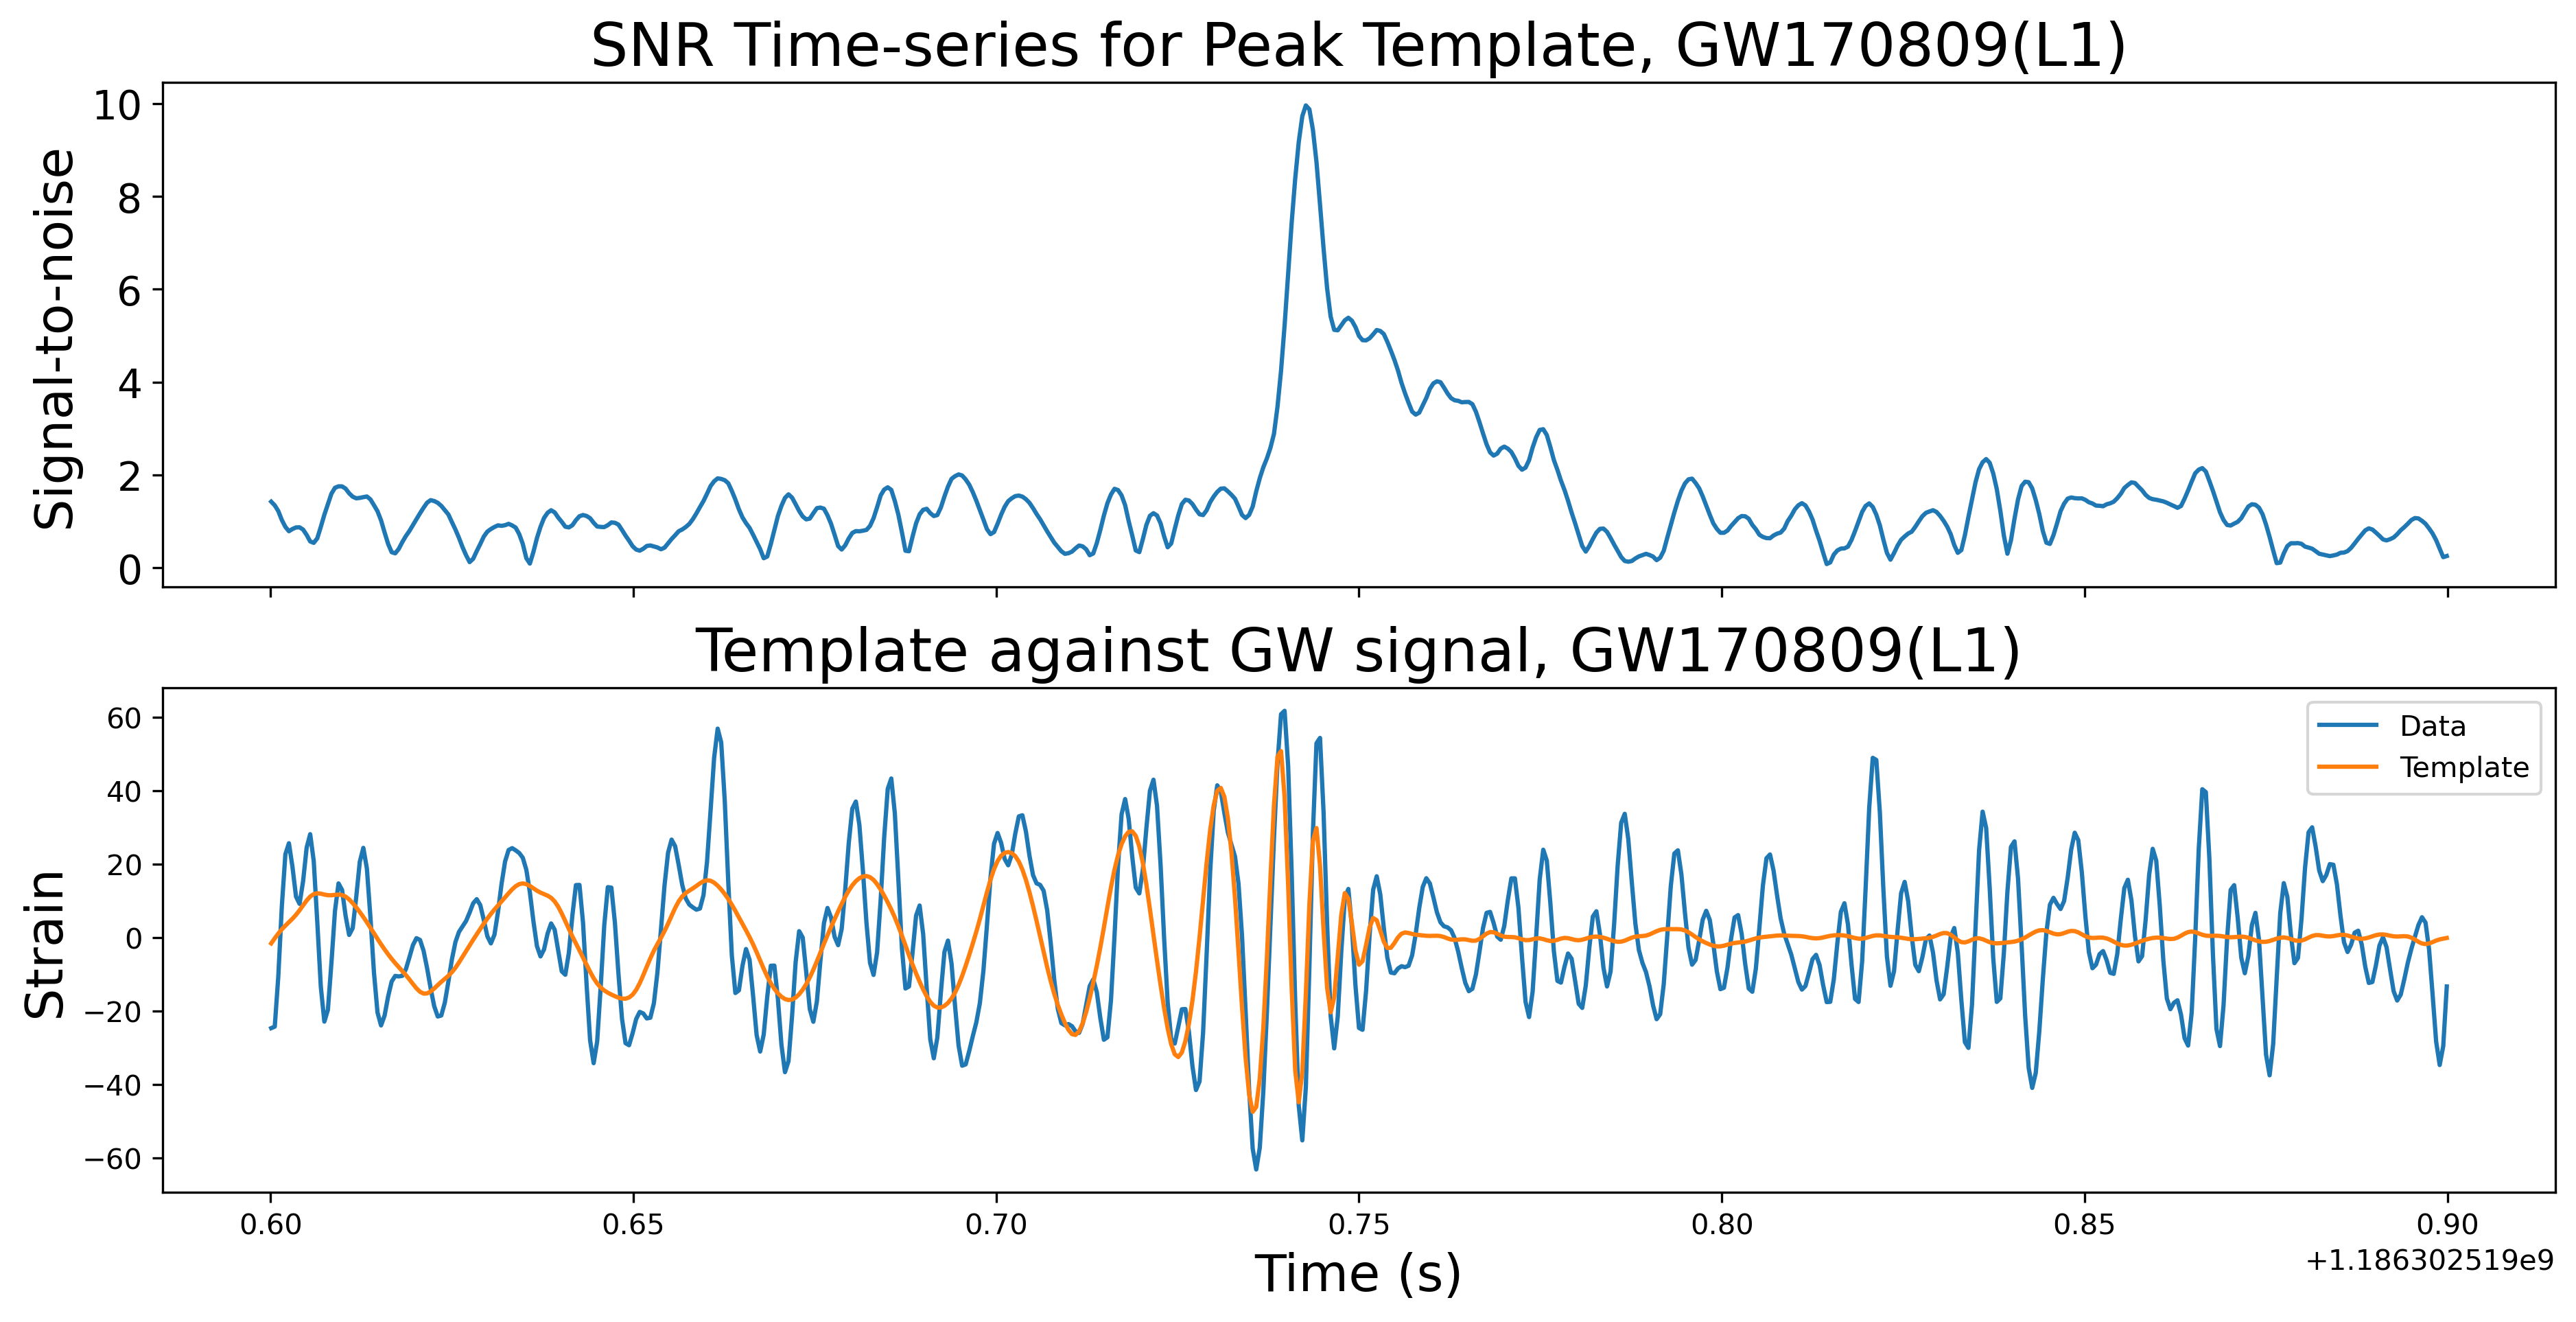 SNR Time-series for Peak Template, GW170809(L1)
Signal-to-noise
10
8
6
4
2
0
Template against GW signal, GW170809(L1)
Strain
60
40
20
0
−20
−40
−60
Data
Template
0.60 0.65 0.70 0.75 0.80 0.85 0.90
+1.186302519e9
Time (s)